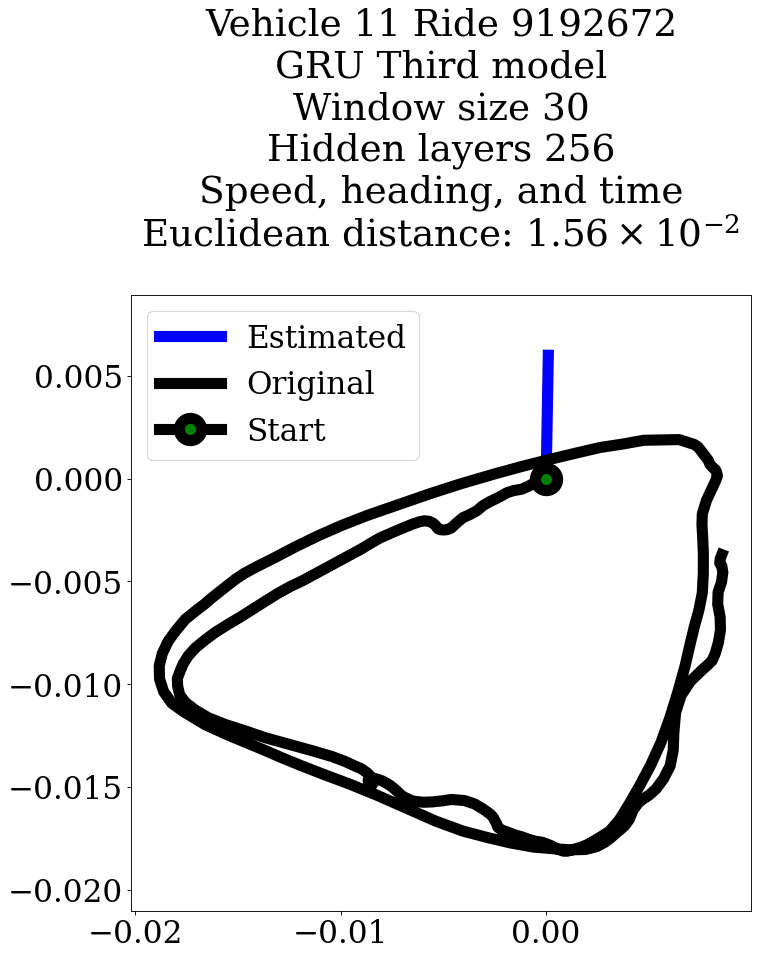 Vehicle 11 Ride 9192672
GRU Third model
Window size 30
Hidden layers 256
Speed, heading, and time
Euclidean distance: 1.56 × 10⁻²
Estimated
Original
Start
0.005
0.000
−0.005
−0.010
−0.015
−0.020
−0.02
−0.01
0.00